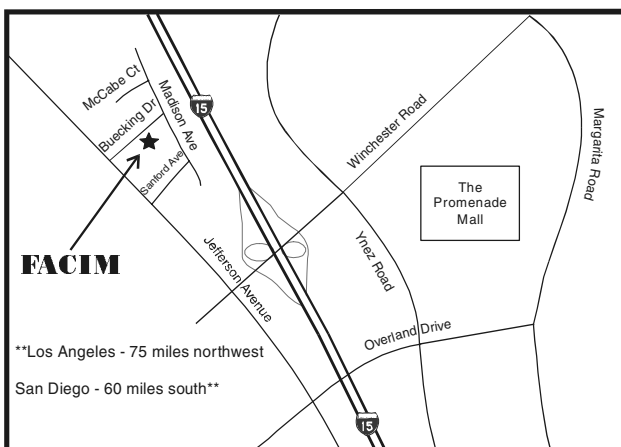 McCabe Ct
Buecking Dr
Madison Ave
Sanford Ave
15
Winchester Road
Margarita Road
The
Promenade
Mall
FACIM
Jefferson Avenue
Ynez Road
Overland Drive
**Los Angeles - 75 miles northwest
San Diego - 60 miles south**
15